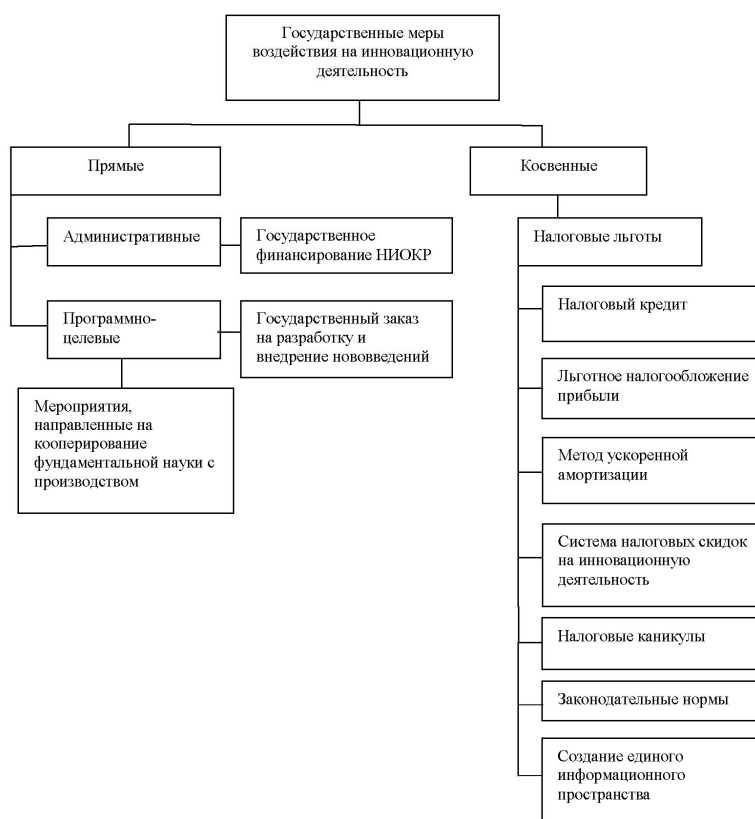 Государственные меры
воздействия на инновационную
деятельность
Прямые
Косвенные
Административные
Государственное
финансирование НИОКР
Программно-
целевые
Государственный заказ
на разработку и
внедрение нововведений
Мероприятия,
направленные на
кооперирование
фундаментальной науки с
производством
Налоговые льготы
Налоговый кредит
Льготное налогообложение
прибыли
Метод ускоренной
амортизации
Система налоговых скидок
на инновационную
деятельность
Налоговые каникулы
Законодательные нормы
Создание единого
информационного
пространства